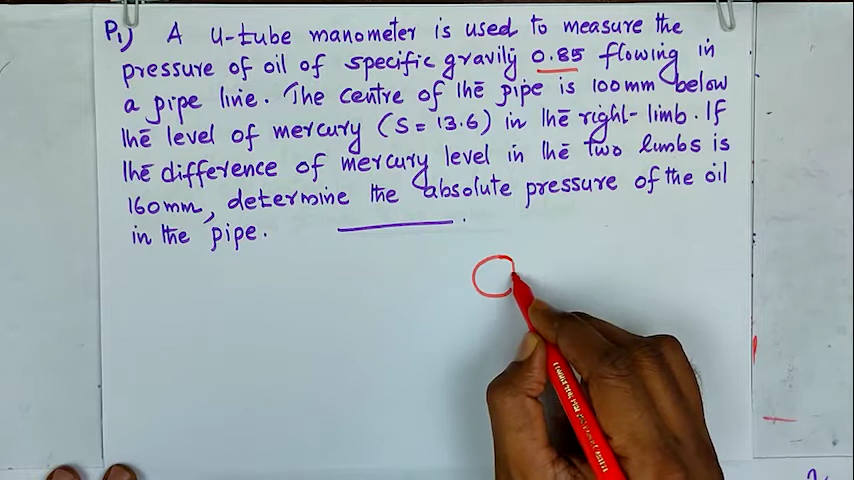 P1) A U-tube manometer is used to measure the
pressure of oil of specific gravity 0.85 flowing in
a pipe line. The centre of the pipe is 100mm below
the level of mercury (S = 13.6) in the right-limb. If
the difference of mercury level in the two limbs is
160mm, determine the absolute pressure of the oil
in the pipe.